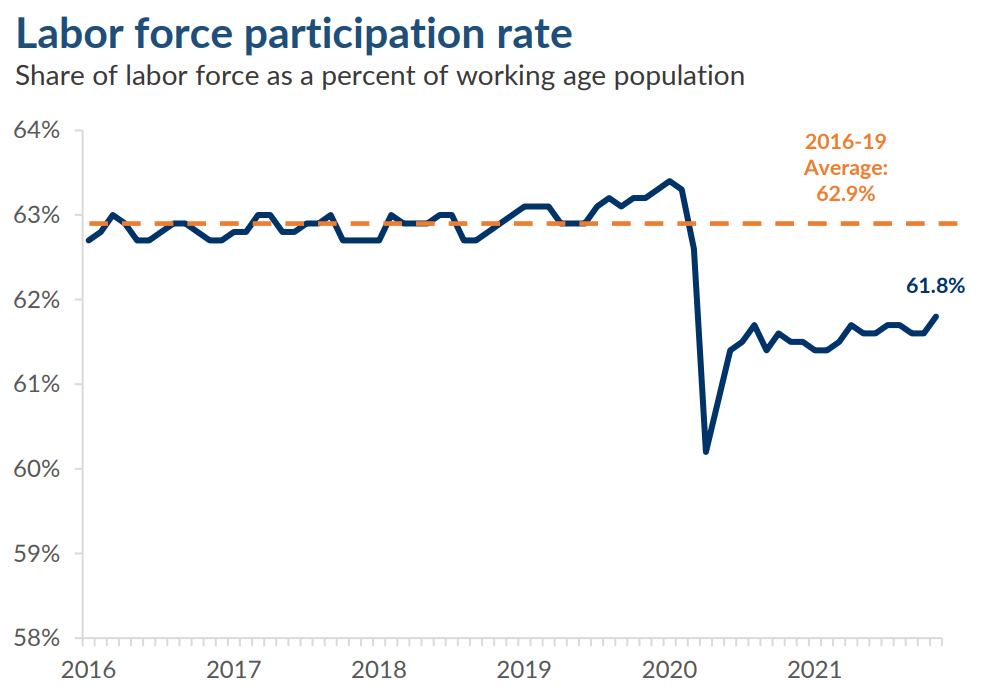 Labor force participation rate
Share of labor force as a percent of working age population
64%
2016-19
Average:
62.9%
63%
62%
61.8%
61%
60%
59%
58%
2016 2017 2018 2019 2020 2021